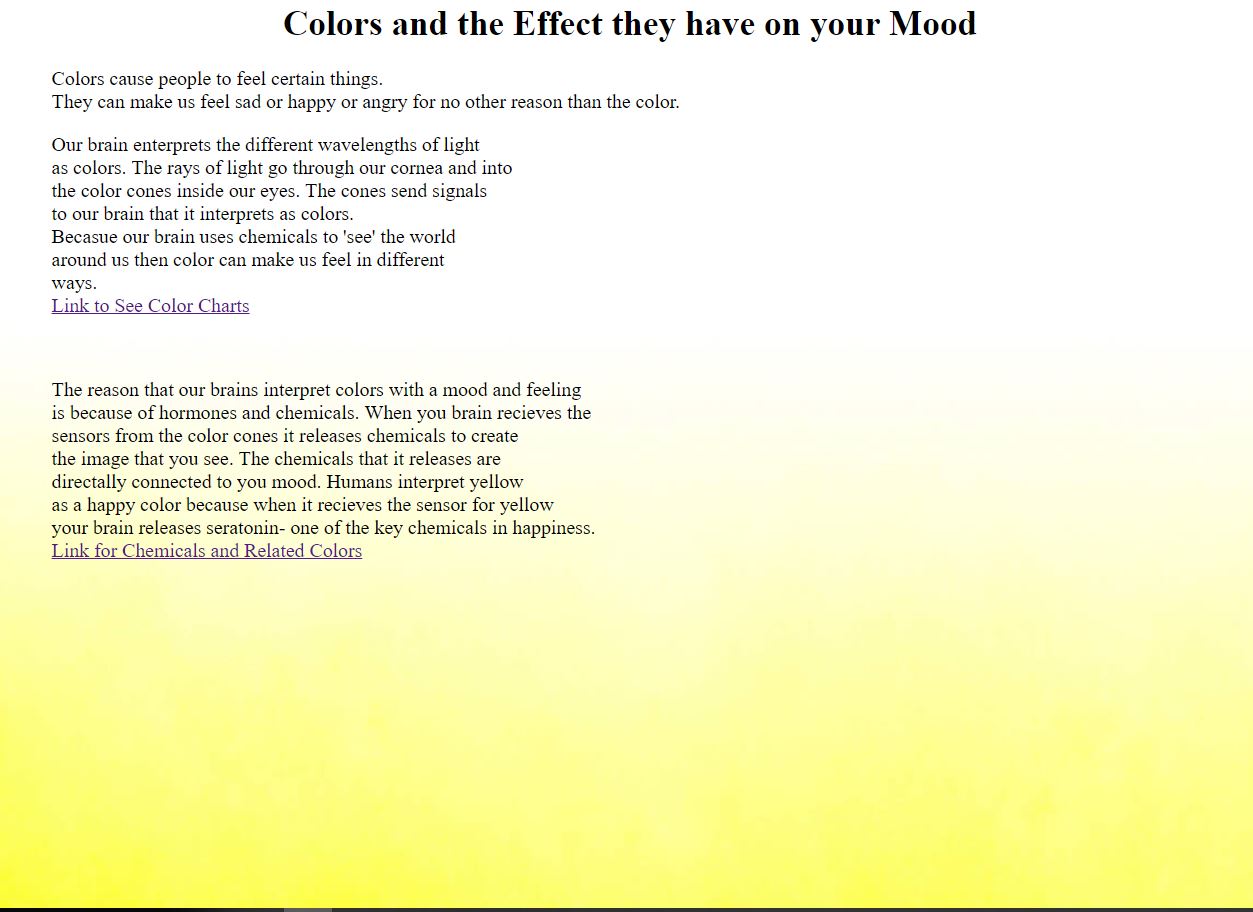 Colors and the Effect they have on your Mood
Colors cause people to feel certain things.
They can make us feel sad or happy or angry for no other reason than the color.
Our brain enterprets the different wavelengths of light
as colors. The rays of light go through our cornea and into
the color cones inside our eyes. The cones send signals
to our brain that it interprets as colors.
Becasue our brain uses chemicals to 'see' the world
around us then color can make us feel in different
ways.
Link to See Color Charts
The reason that our brains interpret colors with a mood and feeling
is because of hormones and chemicals. When you brain recieves the
sensors from the color cones it releases chemicals to create
the image that you see. The chemicals that it releases are
directally connected to you mood. Humans interpret yellow
as a happy color because when it recieves the sensor for yellow
your brain releases seratonin- one of the key chemicals in happiness.
Link for Chemicals and Related Colors